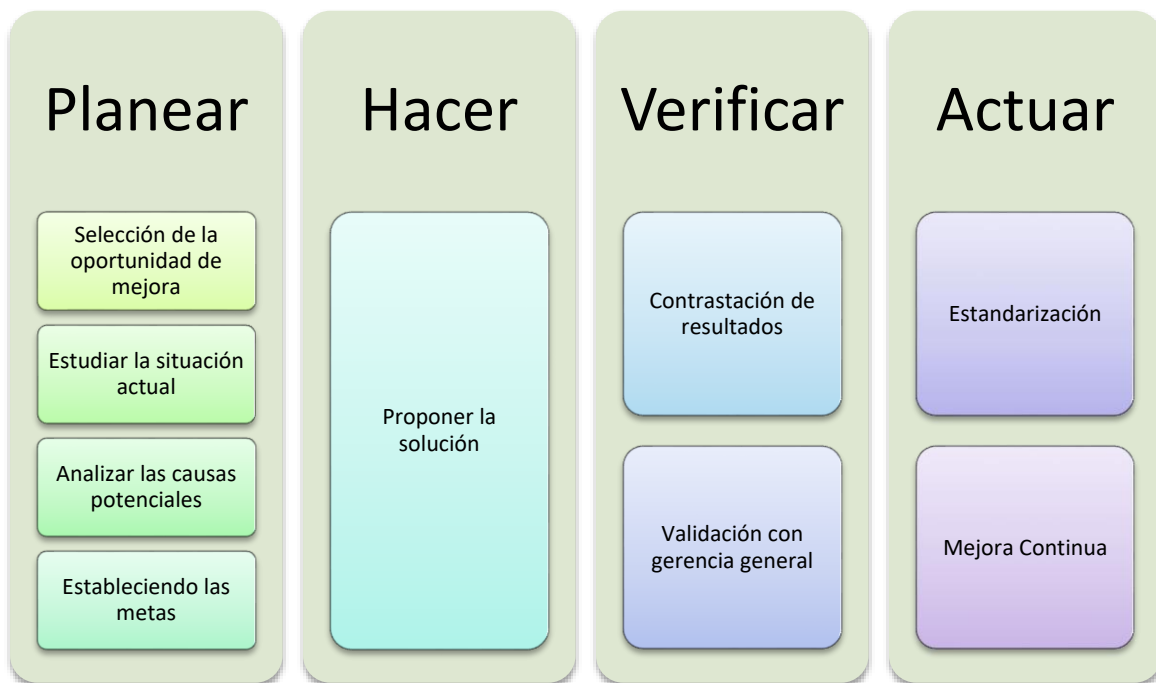 Planear
Selección de la
oportunidad de
mejora
Estudiar la situación
actual
Analizar las causas
potenciales
Estableciendo las
metas
Hacer
Proponer la
solución
Verificar
Contrastación de
resultados
Validación con
gerencia general
Actuar
Estandarización
Mejora Continua